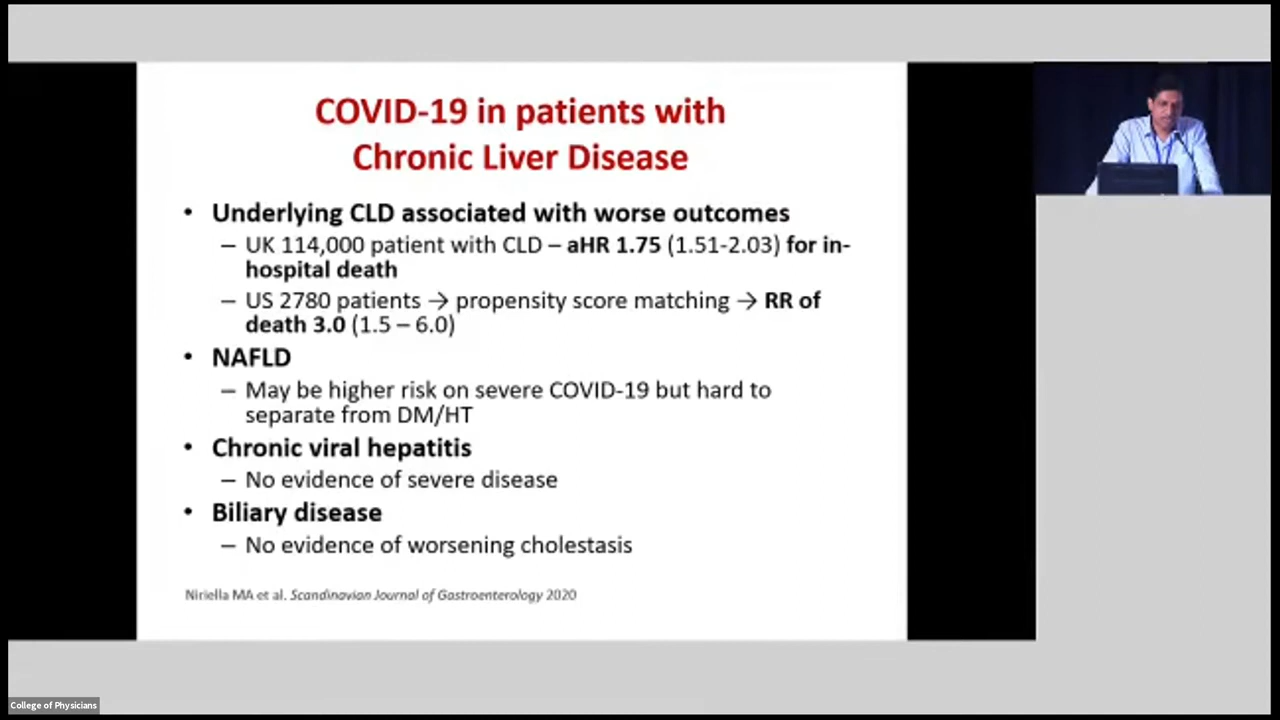 COVID-19 in patients with
Chronic Liver Disease
• Underlying CLD associated with worse outcomes
– UK 114,000 patient with CLD – aHR 1.75 (1.51-2.03) for in-
hospital death
– US 2780 patients → propensity score matching → RR of
death 3.0 (1.5 – 6.0)
• NAFLD
– May be higher risk on severe COVID-19 but hard to
separate from DM/HT
• Chronic viral hepatitis
– No evidence of severe disease
• Biliary disease
– No evidence of worsening cholestasis
Niriella MA et al. Scandinavian Journal of Gastroenterology 2020
College of Physicians